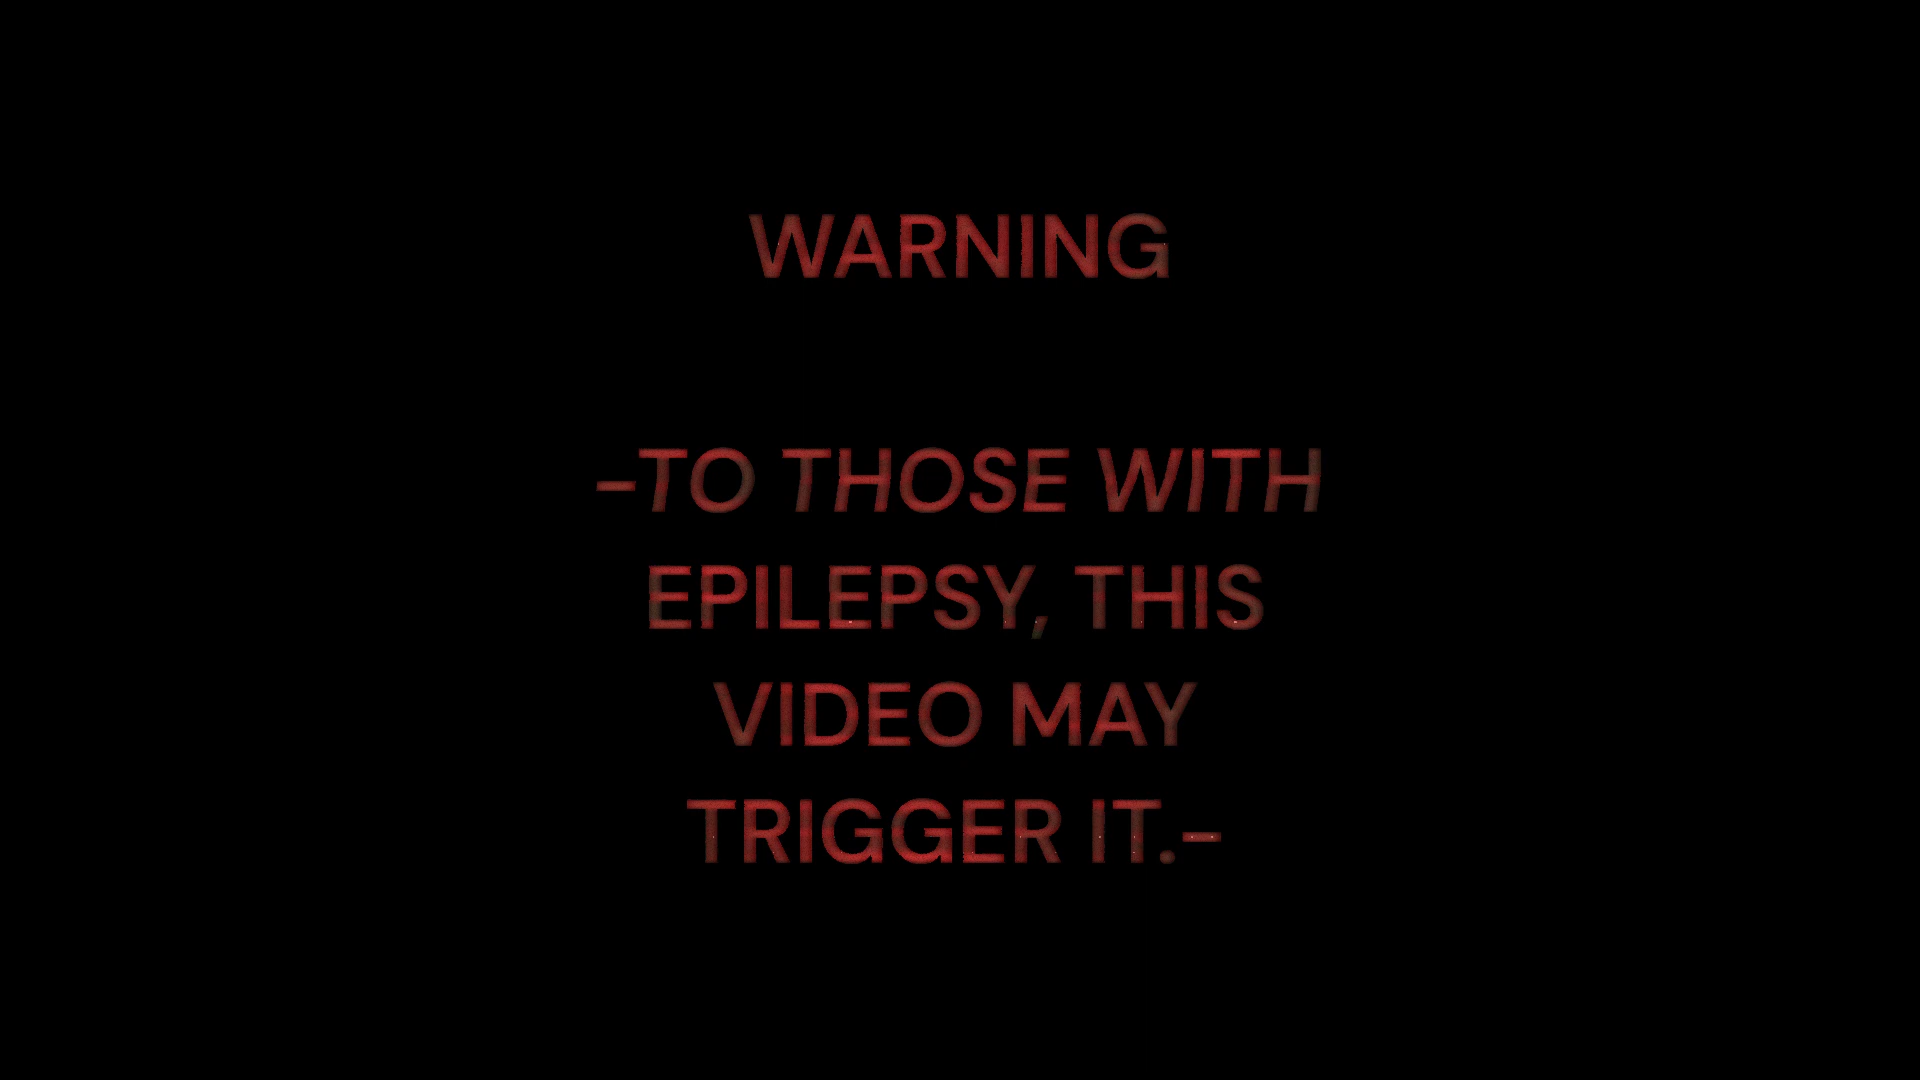 WARNING
-TO THOSE WITH
EPILEPSY, THIS
VIDEO MAY
TRIGGER IT.-